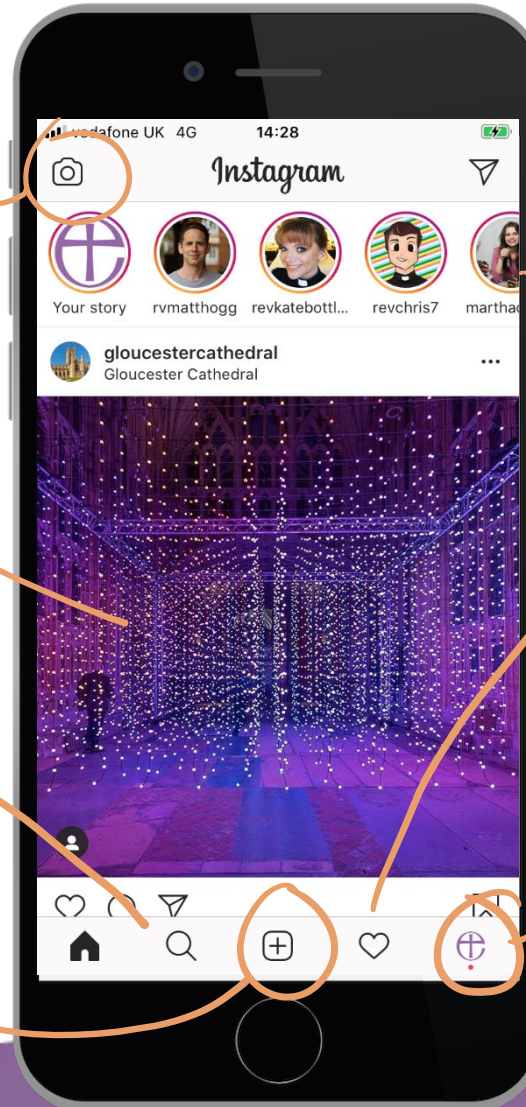 vodafone UK 4G 14:28
Instagram
Your story rvmatthogg revkatebottl... revchris7
gloucestercathedral
Gloucester Cathedral